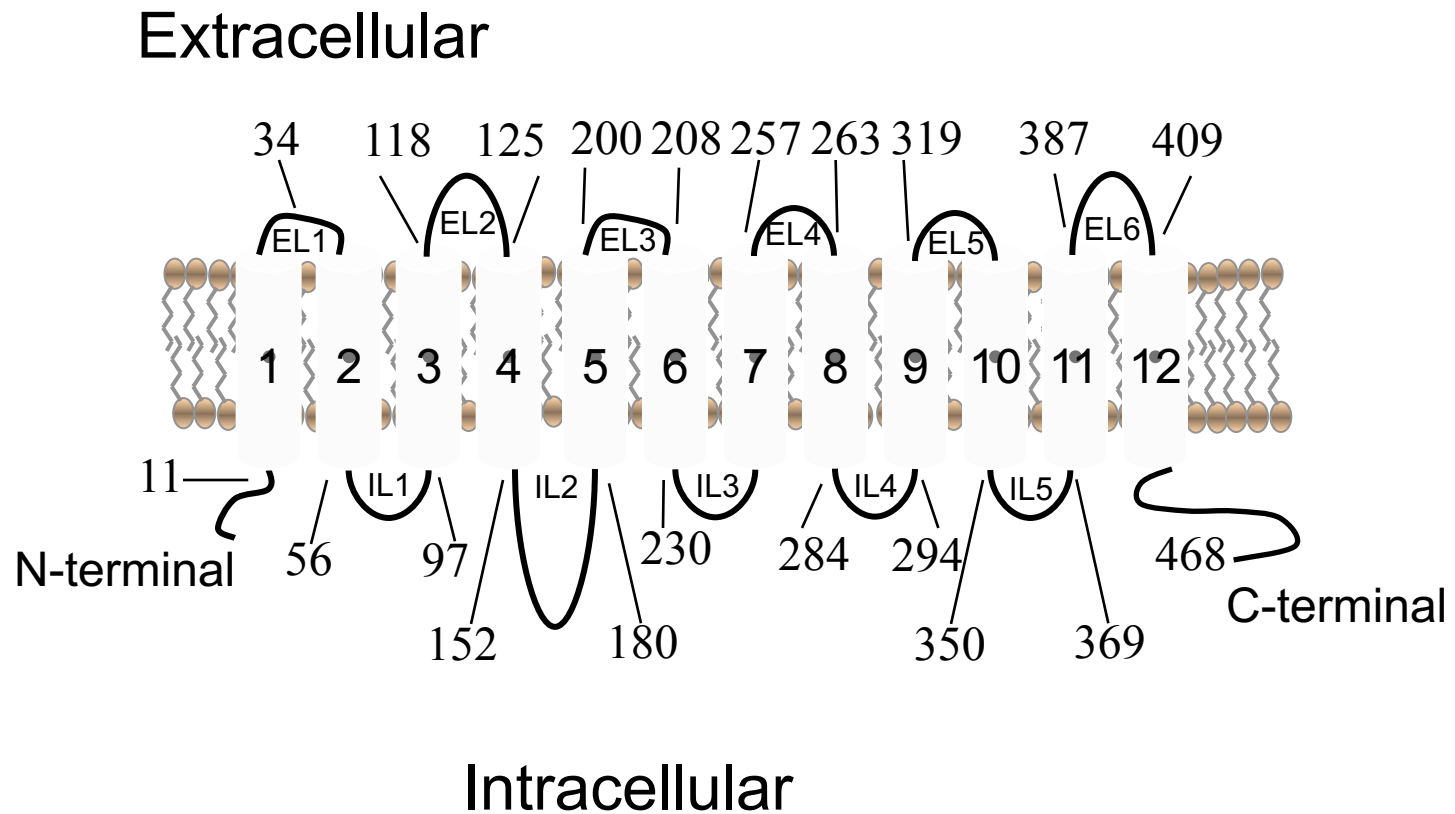 Extracellular
34 118 125 200 208 257 263 319 387 409
EL1 EL2 EL3 EL4 EL5 EL6
1 2 3 4 5 6 7 8 9 10 11 12
11 IL1 IL2 IL3 IL4 IL5
N-terminal 56 97 230 284 294 468
C-terminal
152 180 350 369
Intracellular